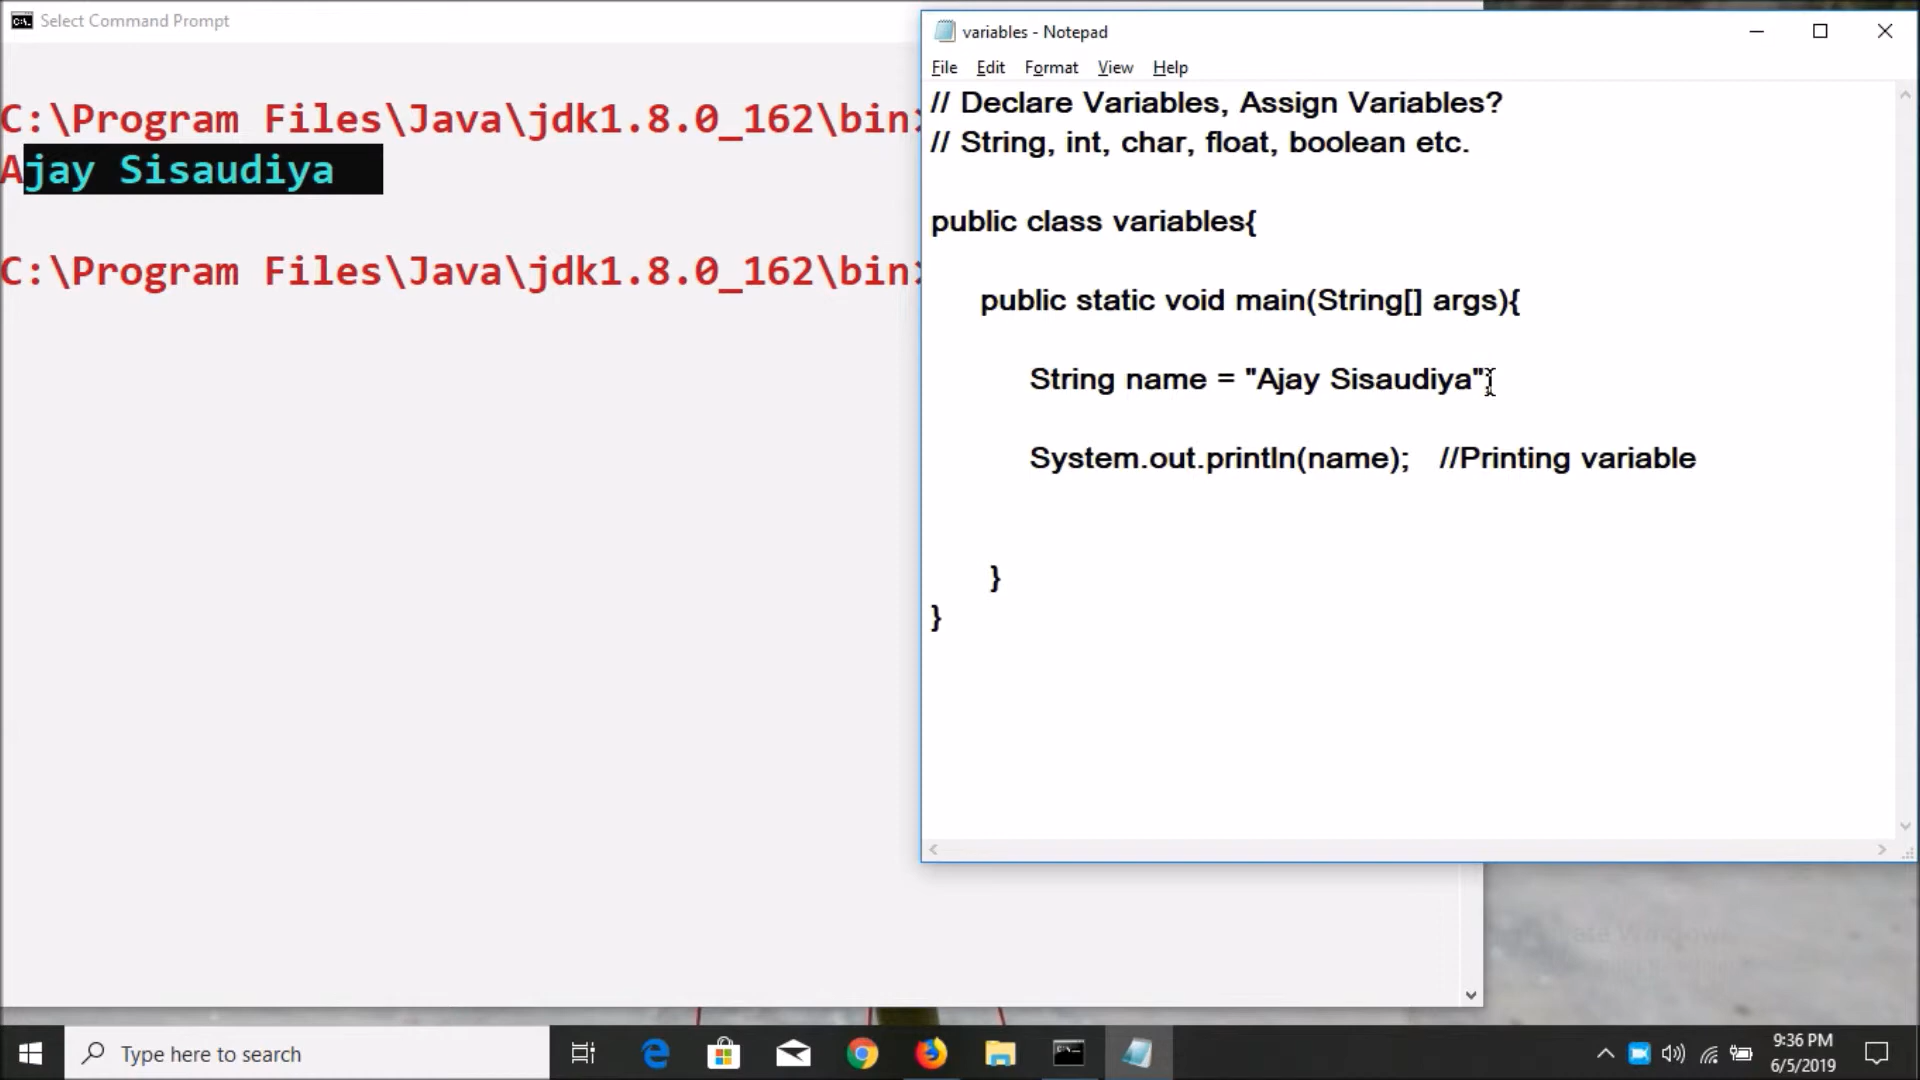 Select Command Prompt
C:\Program Files\Java\jdk1.8.0_162\bin>
Ajay Sisaudiya
C:\Program Files\Java\jdk1.8.0_162\bin>
variables - Notepad
File Edit Format View Help
// Declare Variables, Assign Variables?
// String, int, char, float, boolean etc.
public class variables{
public static void main(String[] args){
String name = "Ajay Sisaudiya";
System.out.println(name); //Printing variable
}
}
Type here to search
9:36 PM
6/5/2019